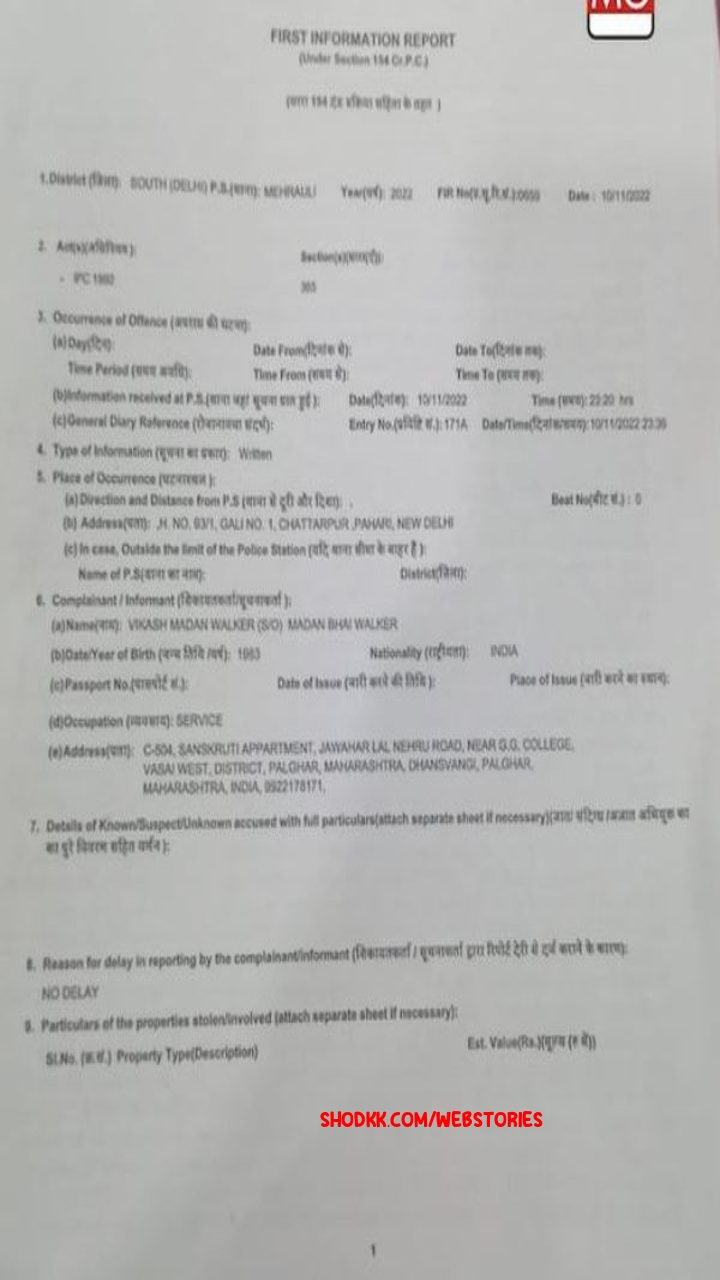 FIRST INFORMATION REPORT
(Under Section 154 Cr.P.C.)
(धारा 154 दंड प्रक्रिया संहिता के तहत )
1.District (जिला): SOUTH (DELHI) P.S.(थाना): MEHRAULI Year(वर्ष): 2022 FIR No(प्र.सू.रि.सं.): Date : 10/11/2022
2. Act(s)(अधिनियम ): Section(s)(धारा(एँ)):
- IPC 1860 365
3. Occurrence of Offence (अपराध की घटना):
(a)Day(दिन): Date From(दिनांक से): Date To(दिनांक तक):
Time Period (समय अवधि): Time From (समय से): Time To (समय तक):
(b)Information received at P.S.(थाना जहां सूचना प्राप्त हुई ): Date(दिनांक): 10/11/2022 Time (समय): 23:20 hrs
(c)General Diary Reference (रोजनामचा संदर्भ): Entry No.(प्रविष्टि सं.): 171A Date/Time(दिनांक/समय):10/11/2022
4. Type of Information (सूचना का प्रकार): Written
5. Place of Occurrence (घटनास्थल ):
(a) Direction and Distance from P.S (थाना से दूरी और दिशा): , Beat No(बीट सं.) : 0
(b) Address(पता): ,H. NO. 93/1, GALI NO. 1, CHATTARPUR ,PAHARI, NEW DELHI
(c) In case, Outside the limit of the Police Station (यदि थाना सीमा के बाहर है ):
Name of P.S(थाना का नाम): District(जिला):
6. Complainant / Informant (शिकायतकर्ता/सूचनाकर्ता ):
(a)Name(नाम): VIKASH MADAN WALKER (S/O) MADAN BHAI WALKER
(b)Date/Year of Birth (जन्म तिथि /वर्ष): 1963 Nationality (राष्ट्रीयता): INDIA
(c)Passport No.(पासपोर्ट सं.): Date of Issue (जारी करने की तिथि ): Place of Issue (जारी करने का स्थान):
(d)Occupation (व्यवसाय): SERVICE
(e)Address(पता): C-504, SANSKRUTI APPARTMENT, JAWAHAR LAL NEHRU ROAD, NEAR G.G. COLLEGE,
VASAI WEST, DISTRICT, PALGHAR, MAHARASHTRA, DHANSVANGI, PALGHAR,
MAHARASHTRA, INDIA, 9922178171,
7. Details of Known/Suspect/Unknown accused with full particulars(attach separate sheet if necessary)(ज्ञात/ संदिग्ध /अज्ञात अभियुक्त का
का पुरे विवरण सहित वर्णन ):
8. Reason for delay in reporting by the complainant/informant (शिकायतकर्ता / सूचनाकर्ता द्वारा रिपोर्ट देरी से दर्ज कराने के कारण):
NO DELAY
9. Particulars of the properties stolen/involved (attach separate sheet if necessary):
Sl.No. (क्र.सं.) Property Type(Description) Est. Value(Rs.)(मूल्य (रु में))
SHODKK.COM/WEBSTORIES
1